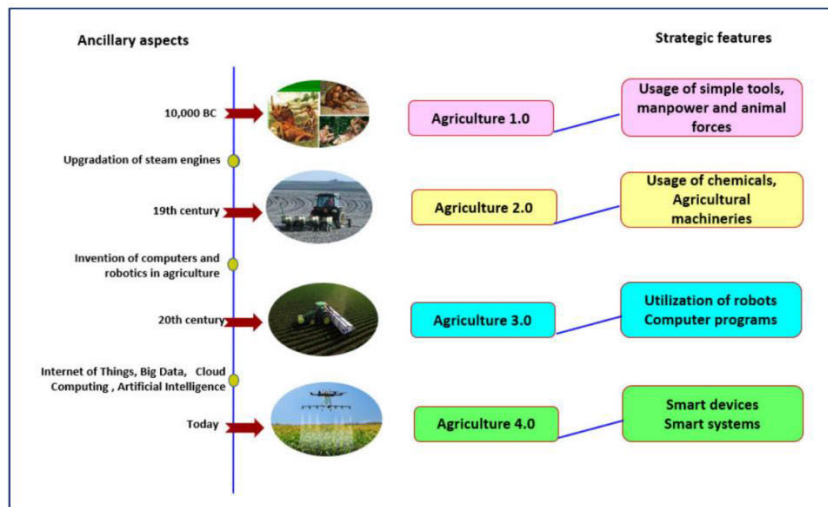 Ancillary aspects
Strategic features
10,000 BC
Agriculture 1.0
Usage of simple tools,
manpower and animal
forces
Upgradation of steam engines
19th century
Agriculture 2.0
Usage of chemicals,
Agricultural
machineries
Invention of computers and
robotics in agriculture
20th century
Agriculture 3.0
Utilization of robots
Computer programs
Internet of Things, Big Data, Cloud
Computing , Artificial Intelligence
Today
Agriculture 4.0
Smart devices
Smart systems